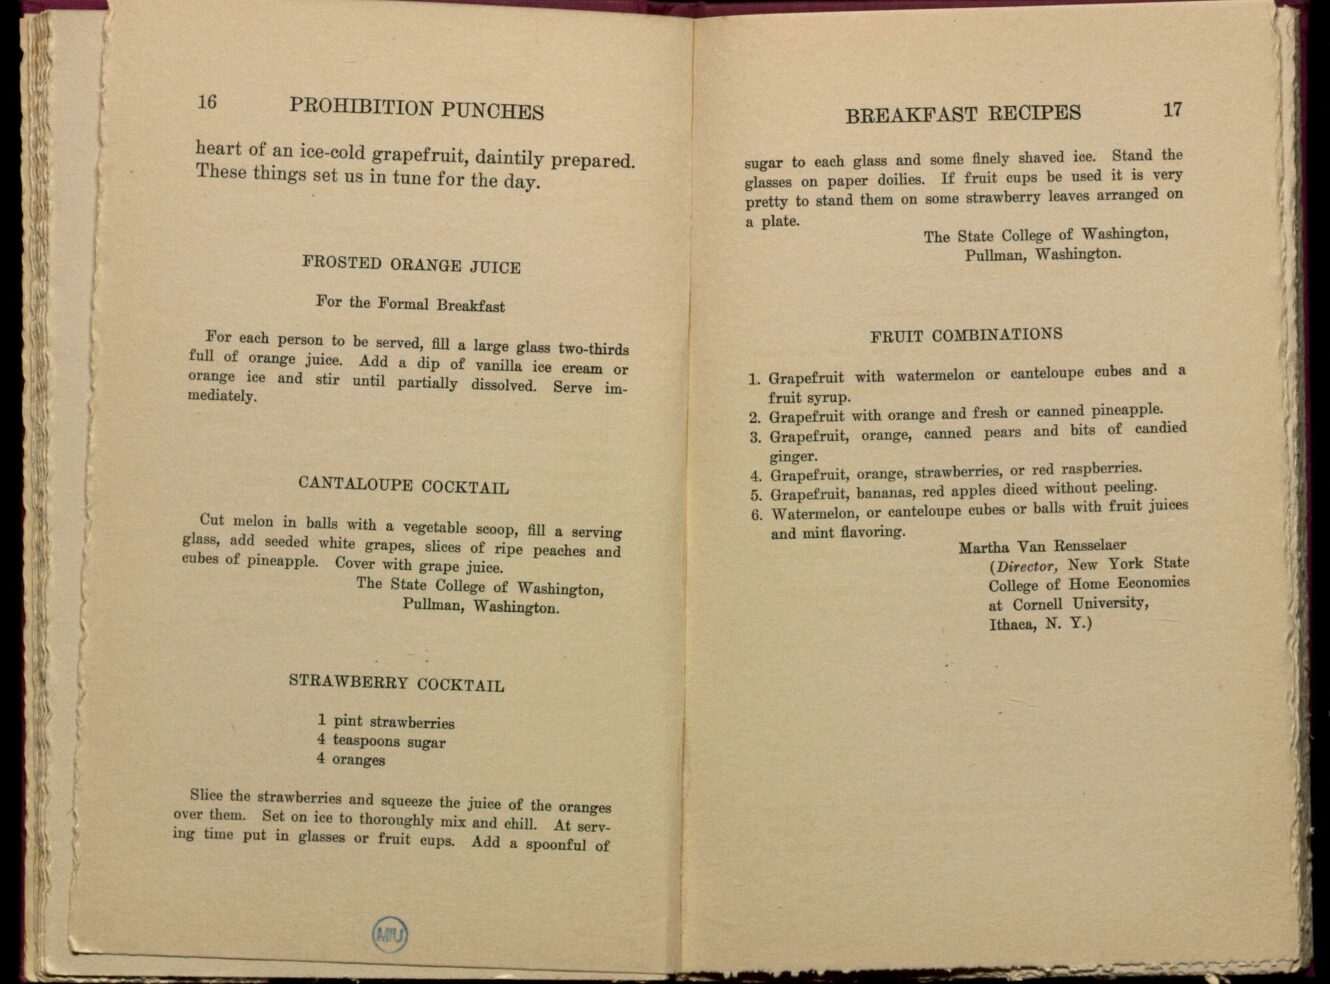 16 PROHIBITION PUNCHES
heart of an ice-cold grapefruit, daintily prepared.
These things set us in tune for the day.
FROSTED ORANGE JUICE
For the Formal Breakfast
For each person to be served, fill a large glass two-thirds
full of orange juice. Add a dip of vanilla ice cream or
orange ice and stir until partially dissolved. Serve im-
mediately.
CANTALOUPE COCKTAIL
Cut melon in balls with a vegetable scoop, fill a serving
glass, add seeded white grapes, slices of ripe peaches and
cubes of pineapple. Cover with grape juice.
The State College of Washington,
Pullman, Washington.
STRAWBERRY COCKTAIL
1 pint strawberries
4 teaspoons sugar
4 oranges
Slice the strawberries and squeeze the juice of the oranges
over them. Set on ice to thoroughly mix and chill. At serv-
ing time put in glasses or fruit cups. Add a spoonful of
MU
BREAKFAST RECIPES 17
sugar to each glass and some finely shaved ice. Stand the
glasses on paper doilies. If fruit cups be used it is very
pretty to stand them on some strawberry leaves arranged on
a plate.
The State College of Washington,
Pullman, Washington.
FRUIT COMBINATIONS
1. Grapefruit with watermelon or canteloupe cubes and a
fruit syrup.
2. Grapefruit with orange and fresh or canned pineapple.
3. Grapefruit, orange, canned pears and bits of candied
ginger.
4. Grapefruit, orange, strawberries, or red raspberries.
5. Grapefruit, bananas, red apples diced without peeling.
6. Watermelon, or canteloupe cubes or balls with fruit juices
and mint flavoring.
Martha Van Rensselaer
(Director, New York State
College of Home Economics
at Cornell University,
Ithaca, N. Y.)